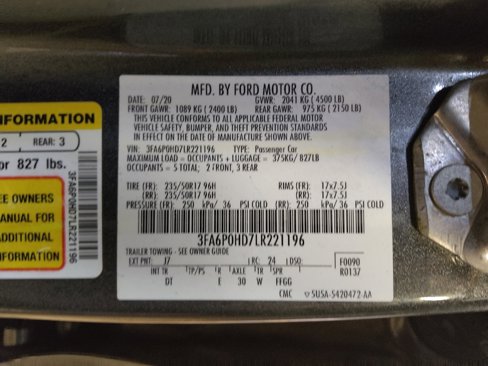 INFORMATION
2 REAR: 3
or 827 lbs.
SEE OWNERS
MANUAL FOR
INFORMATION
3FA6P0HD7LR221196
MFD. BY FORD MOTOR CO.
DATE: 07/20 GVWR: 2041 KG ( 4500 LB)
FRONT GAWR: 1089 KG ( 2400 LB) REAR GAWR: 975 KG ( 2150 LB)
THIS VEHICLE CONFORMS TO ALL APPLICABLE FEDERAL MOTOR
VEHICLE SAFETY, BUMPER, AND THEFT PREVENTION STANDARDS
IN EFFECT ON THE DATE OF MANUFACTURE SHOWN ABOVE.
VIN: 3FA6P0HD7LR221196 TYPE: Passenger Car
MAXIMUM LOAD = OCCUPANTS + LUGGAGE = 375KG/ 827LB
OCCUPANTS = 5 TOTAL; 2 FRONT, 3 REAR
TIRE (FR): 235/50R17 96H RIMS (FR): 17x7.5J
(RR): 235/50R17 96H (RR): 17x7.5J
PRESSURE (FR): 250 kPa/ 36 PSI COLD (RR): 250 kPa/ 36 PSI COLD
3FA6P0HD7LR221196
TRAILER TOWING - SEE OWNER GUIDE
EXT PNT: J7 RC: 24 DSO: F0090
INT TR TP/PS R AXLE TR SPR R0137
DT E 30 W FFGG
CMC 5USA-5420472-AA